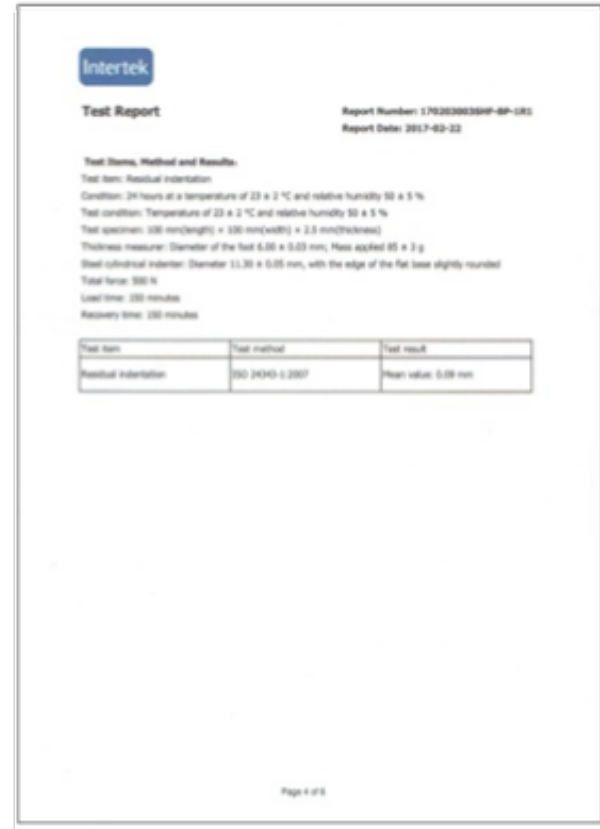 Intertek
Test Report
Report Number: 170203003SHF-BP-1R1
Report Date: 2017-02-22
Test Items, Method and Results:
Test item: Residual indentation
Condition: 24 hours at a temperature of 23 ± 2 °C and relative humidity 50 ± 5 %
Test condition: Temperature of 23 ± 2 °C and relative humidity 50 ± 5 %
Test specimen: 100 mm(length) × 100 mm(width) × 2.5 mm(thickness)
Thickness measurer: Diameter of the foot 6.00 ± 0.03 mm; Mass applied 85 ± 3 g
Steel cylindrical indenter: Diameter 11.30 ± 0.05 mm, with the edge of the flat base slightly rounded
Total force: 500 N
Load time: 150 minutes
Recovery time: 150 minutes
Test item Test method Test result
Residual indentation ISO 24343-1:2007 Mean value: 0.09 mm
Page 4 of 6